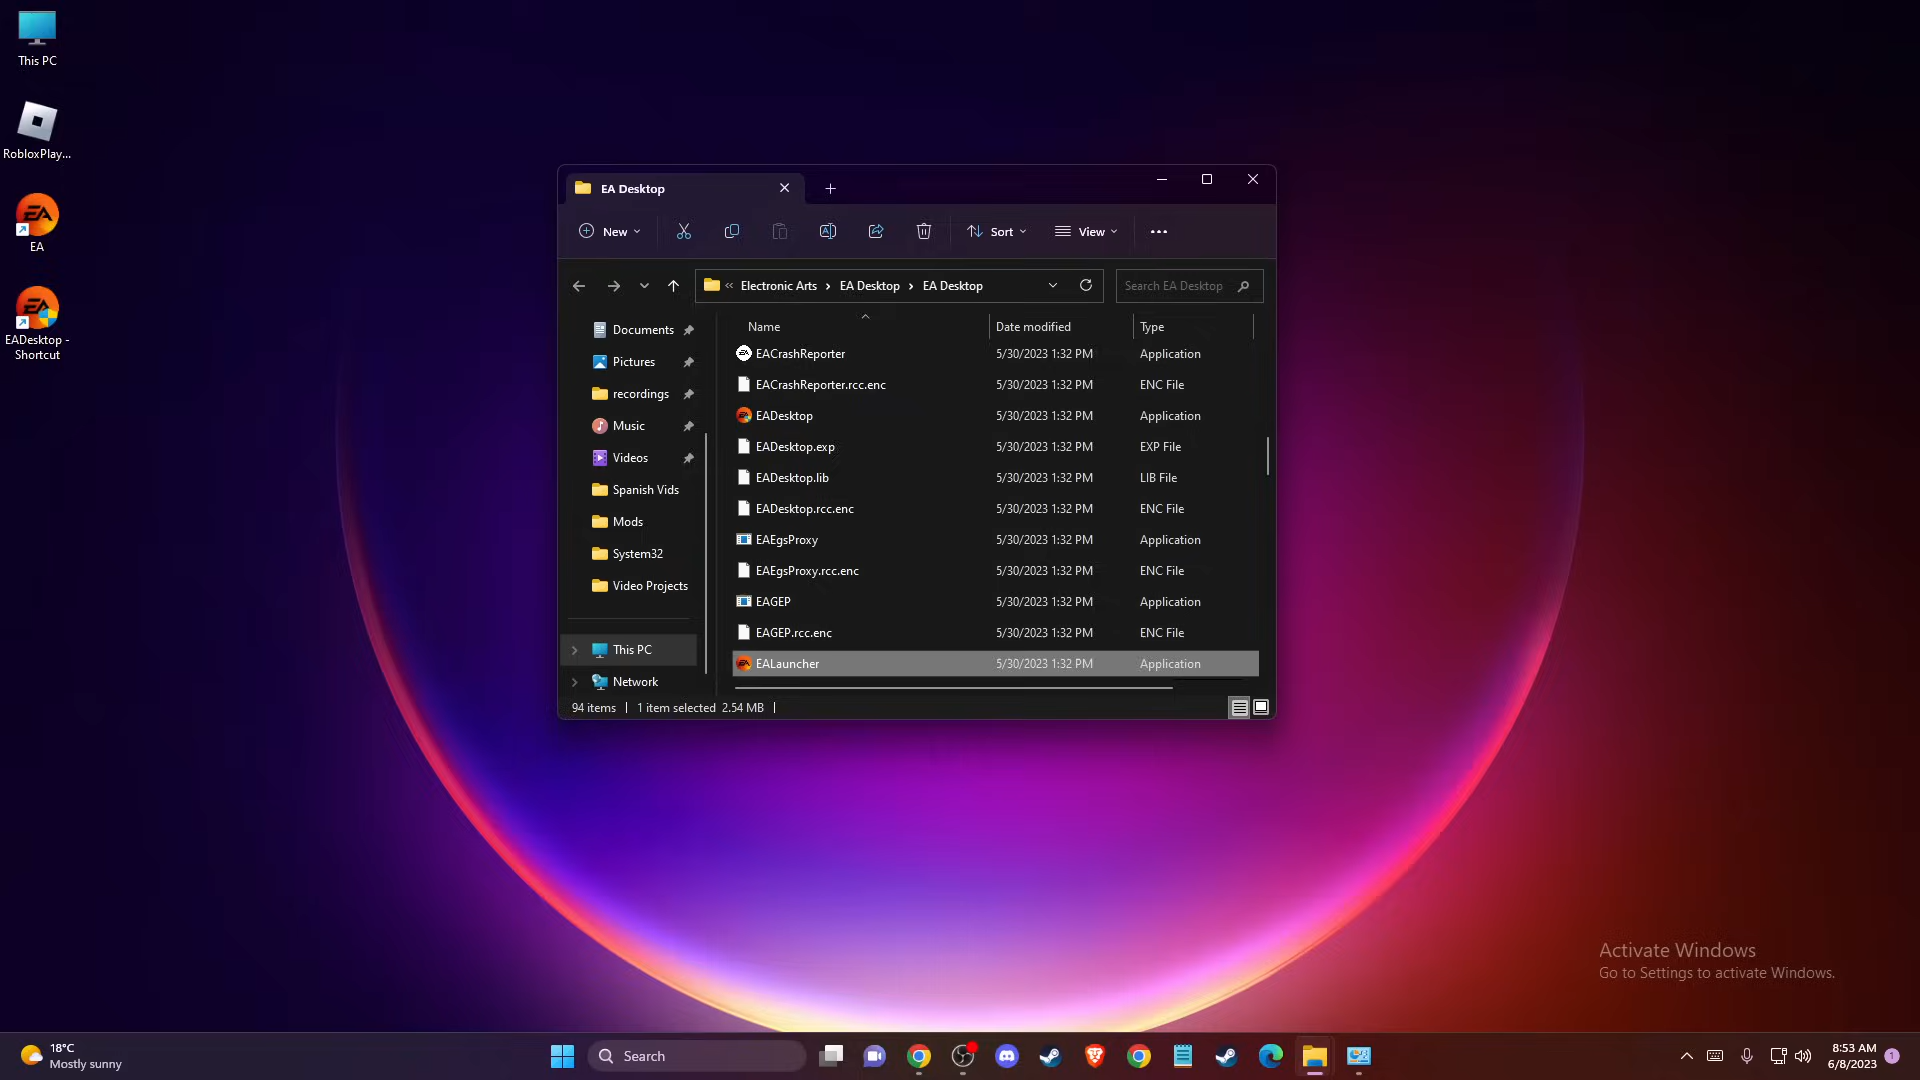 This PC
RobloxPlay...
EA
EADesktop -
Shortcut
EA Desktop
New
Sort
View
Electronic Arts
EA Desktop
EA Desktop
Search EA Desktop
Documents
Pictures
recordings
Music
Videos
Spanish Vids
Mods
System32
Video Projects
This PC
Network
Name Date modified Type
EACrashReporter 5/30/2023 1:32 PM Application
EACrashReporter.rcc.enc 5/30/2023 1:32 PM ENC File
EADesktop 5/30/2023 1:32 PM Application
EADesktop.exp 5/30/2023 1:32 PM EXP File
EADesktop.lib 5/30/2023 1:32 PM LIB File
EADesktop.rcc.enc 5/30/2023 1:32 PM ENC File
EAEgsProxy 5/30/2023 1:32 PM Application
EAEgsProxy.rcc.enc 5/30/2023 1:32 PM ENC File
EAGEP 5/30/2023 1:32 PM Application
EAGEP.rcc.enc 5/30/2023 1:32 PM ENC File
EALauncher 5/30/2023 1:32 PM Application
94 items 1 item selected 2.54 MB
Activate Windows
Go to Settings to activate Windows.
18°C
Mostly sunny
Search
8:53 AM
6/8/2023
1